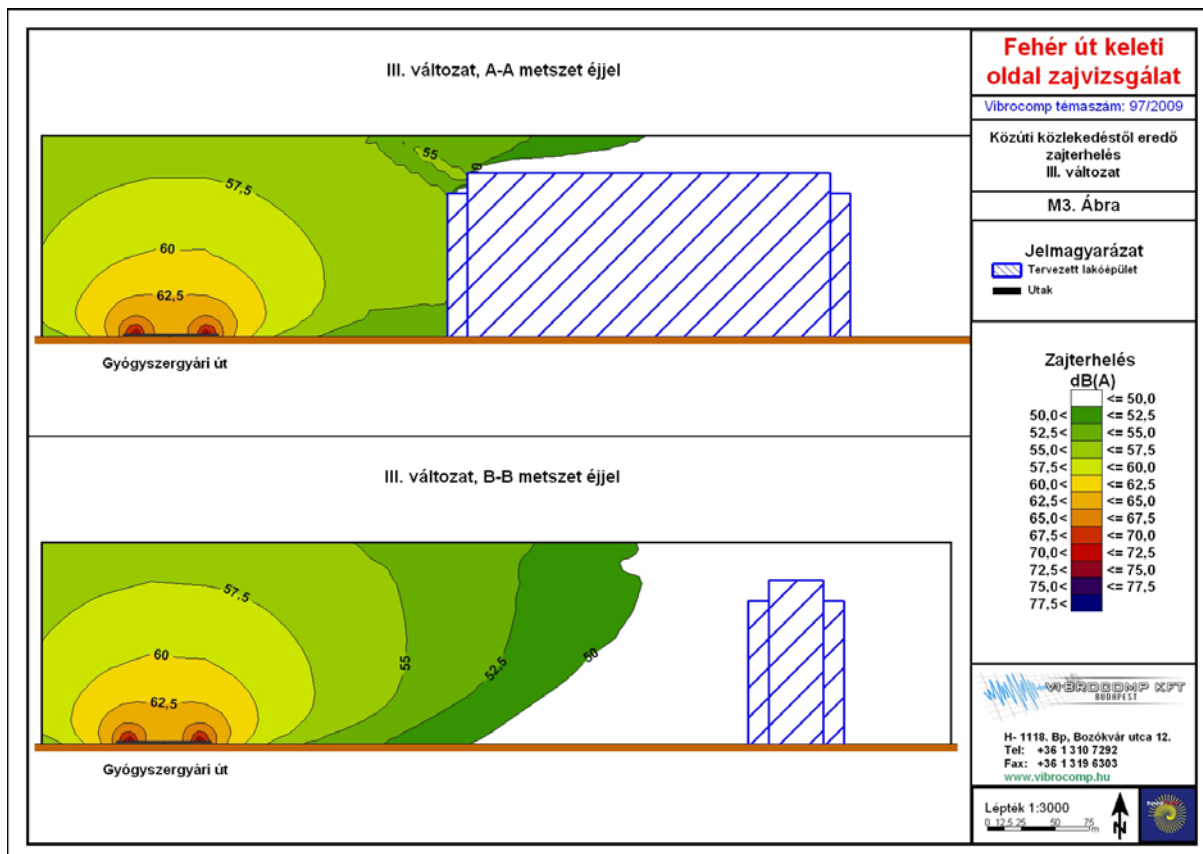 III. változat, A-A metszet éjjel
57,5
60
62,5
55
Gyógyszergyári út
III. változat, B-B metszet éjjel
57,5
60
62,5
55
52,5
50
Gyógyszergyári út
Fehér út keleti
oldal zajvizsgálat
Vibrocomp témaszám: 97/2009
Közúti közlekedéstől eredő
zajterhelés
III. változat
M3. Ábra
Jelmagyarázat
Tervezett lakóépület
Utak
Zajterhelés
dB(A)
<= 50,0
50,0< <= 52,5
52,5< <= 55,0
55,0< <= 57,5
57,5< <= 60,0
60,0< <= 62,5
62,5< <= 65,0
65,0< <= 67,5
67,5< <= 70,0
70,0< <= 72,5
72,5< <= 75,0
75,0< <= 77,5
77,5<
VIBROCOMP KFT
BUDAPEST
H- 1118. Bp, Bozókvár utca 12.
Tel: +36 1 310 7292
Fax: +36 1 319 6303
www.vibrocomp.hu
Lépték 1:3000
0 12,5 25 50 75
m
N